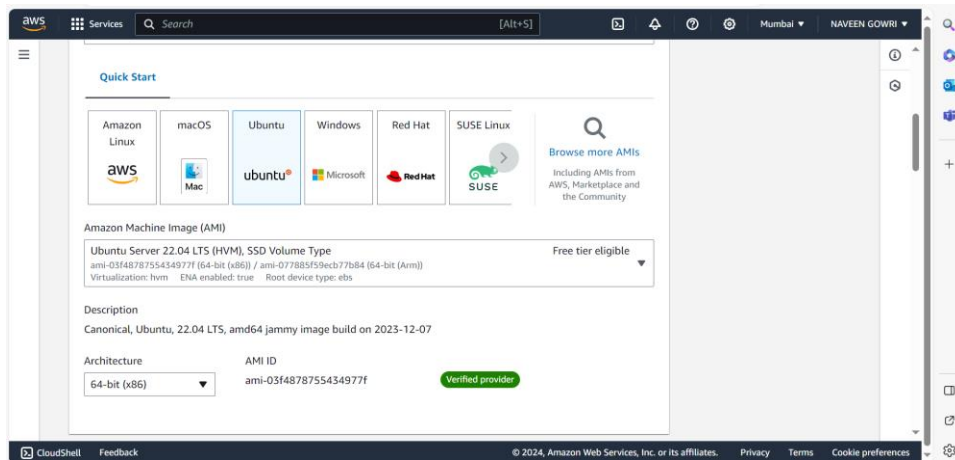 aws Services Search [Alt+S] Mumbai ▼ NAVEEN GOWRI ▼
Quick Start
Amazon Linux
aws
macOS
Mac
Ubuntu
ubuntu
Windows
Microsoft
Red Hat
Red Hat
SUSE Linux
SUSE
Browse more AMIs
Including AMIs from
AWS, Marketplace and
the Community
Amazon Machine Image (AMI)
Ubuntu Server 22.04 LTS (HVM), SSD Volume Type Free tier eligible
ami-03f4878755434977f (64-bit (x86)) / ami-077885f59ecb77b84 (64-bit (Arm))
Virtualization: hvm ENA enabled: true Root device type: ebs
Description
Canonical, Ubuntu, 22.04 LTS, amd64 jammy image build on 2023-12-07
Architecture AMI ID
64-bit (x86) ▼ ami-03f4878755434977f Verified provider
CloudShell Feedback © 2024, Amazon Web Services, Inc. or its affiliates. Privacy Terms Cookie preferences